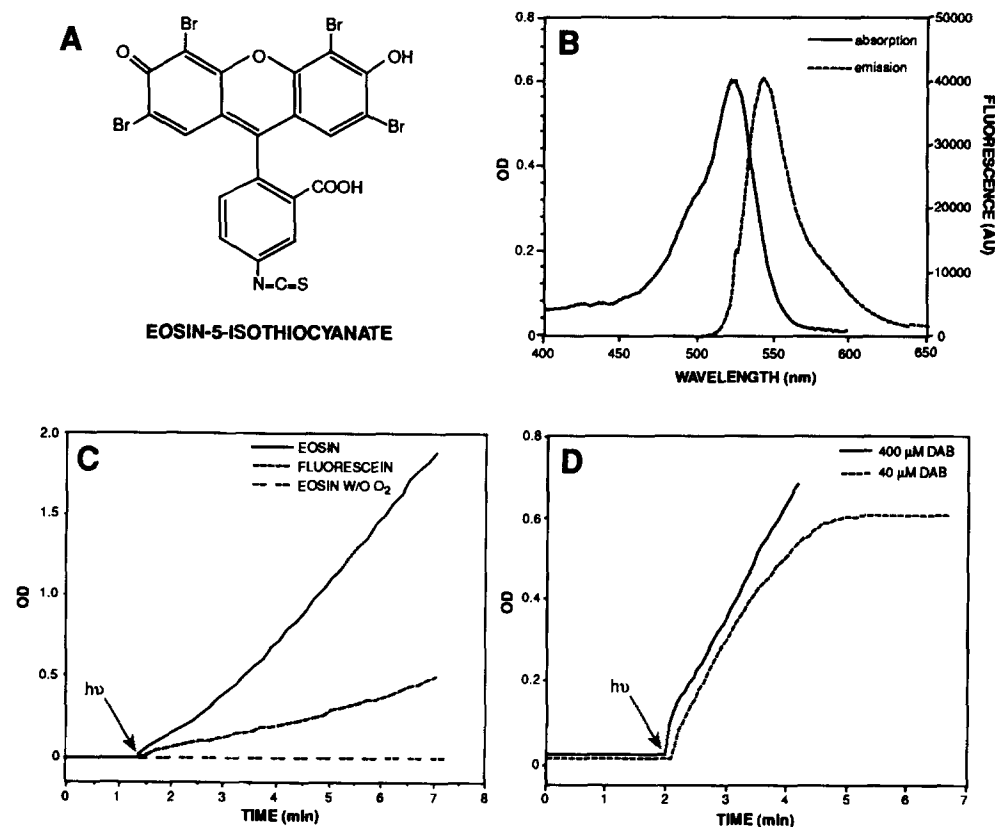 A
Br
Br
O
O
OH
Br
Br
COOH
N=C=S
EOSIN-5-ISOTHIOCYANATE
B
absorption
emission
0.8
0.6
0.4
0.2
0
OD
50000
40000
30000
20000
10000
0
FLUORESCENCE (AU)
400 450 500 550 600 650
WAVELENGTH (nm)
C
EOSIN
FLUORESCEIN
EOSIN W/O O2
2.0
1.5
1.0
0.5
0
OD
hυ
0 1 2 3 4 5 6 7 8
TIME (min)
D
400 µM DAB
40 µM DAB
0.8
0.6
0.4
0.2
0
OD
hυ
0 1 2 3 4 5 6 7
TIME (min)